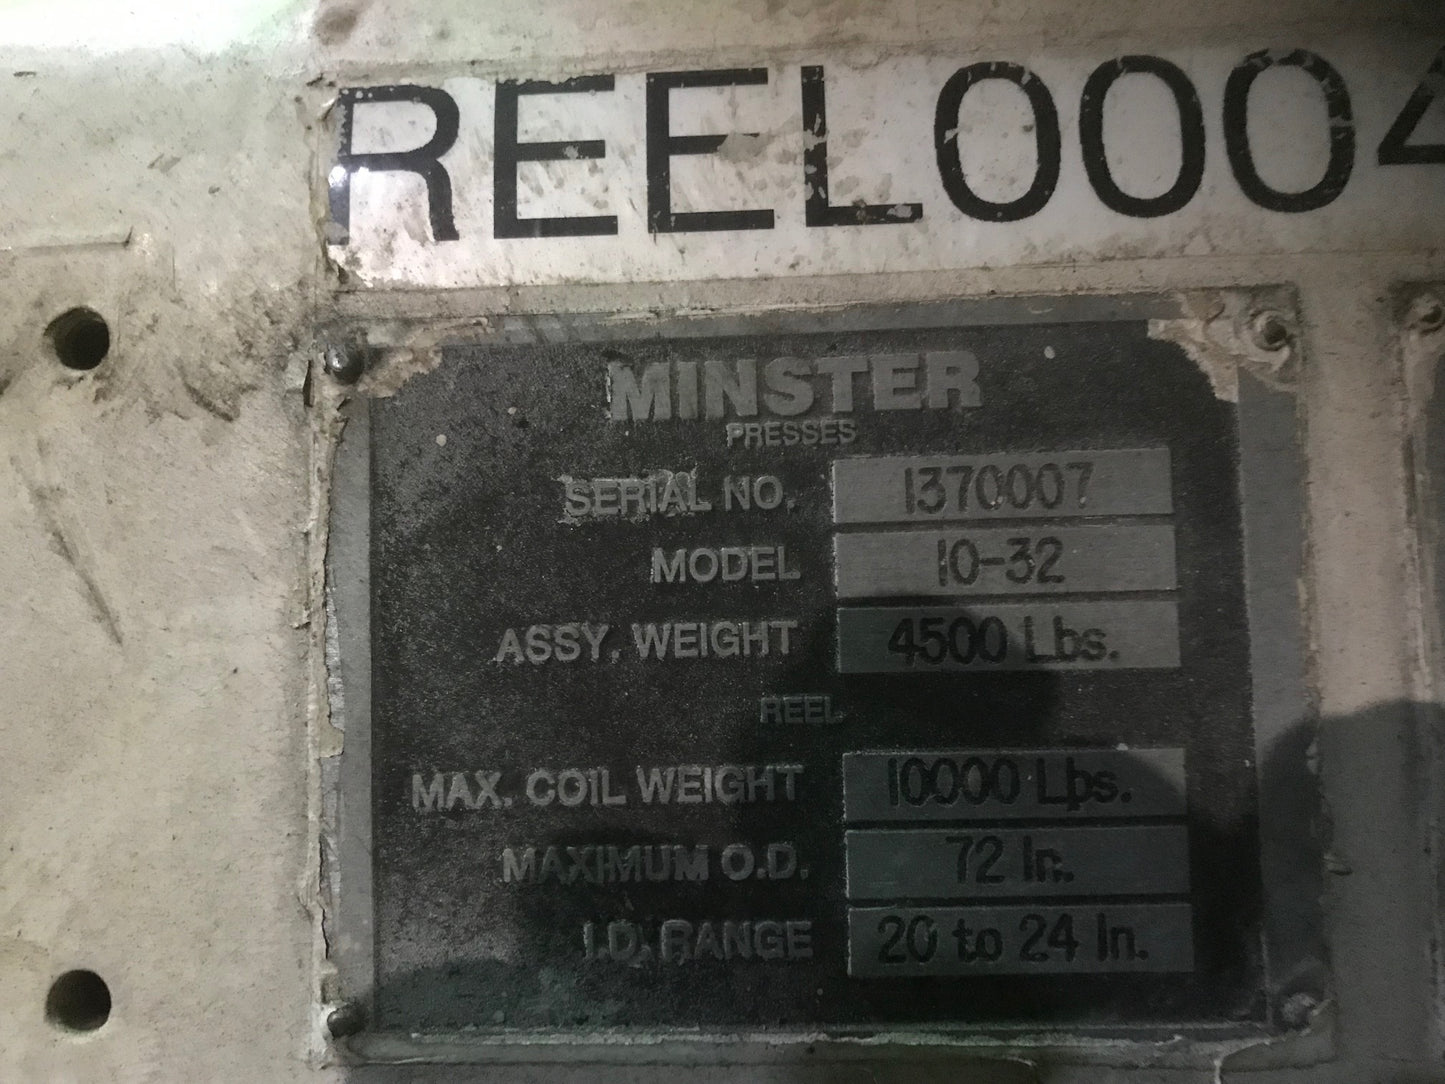 REEL0004
MINSTER
PRESSES
SERIAL NO. 1370007
MODEL 10-32
ASSY. WEIGHT 4500 Lbs.
REEL
MAX. COIL WEIGHT 10000 Lbs.
MAXIMUM O.D. 72 In.
I.D. RANGE 20 to 24 In.